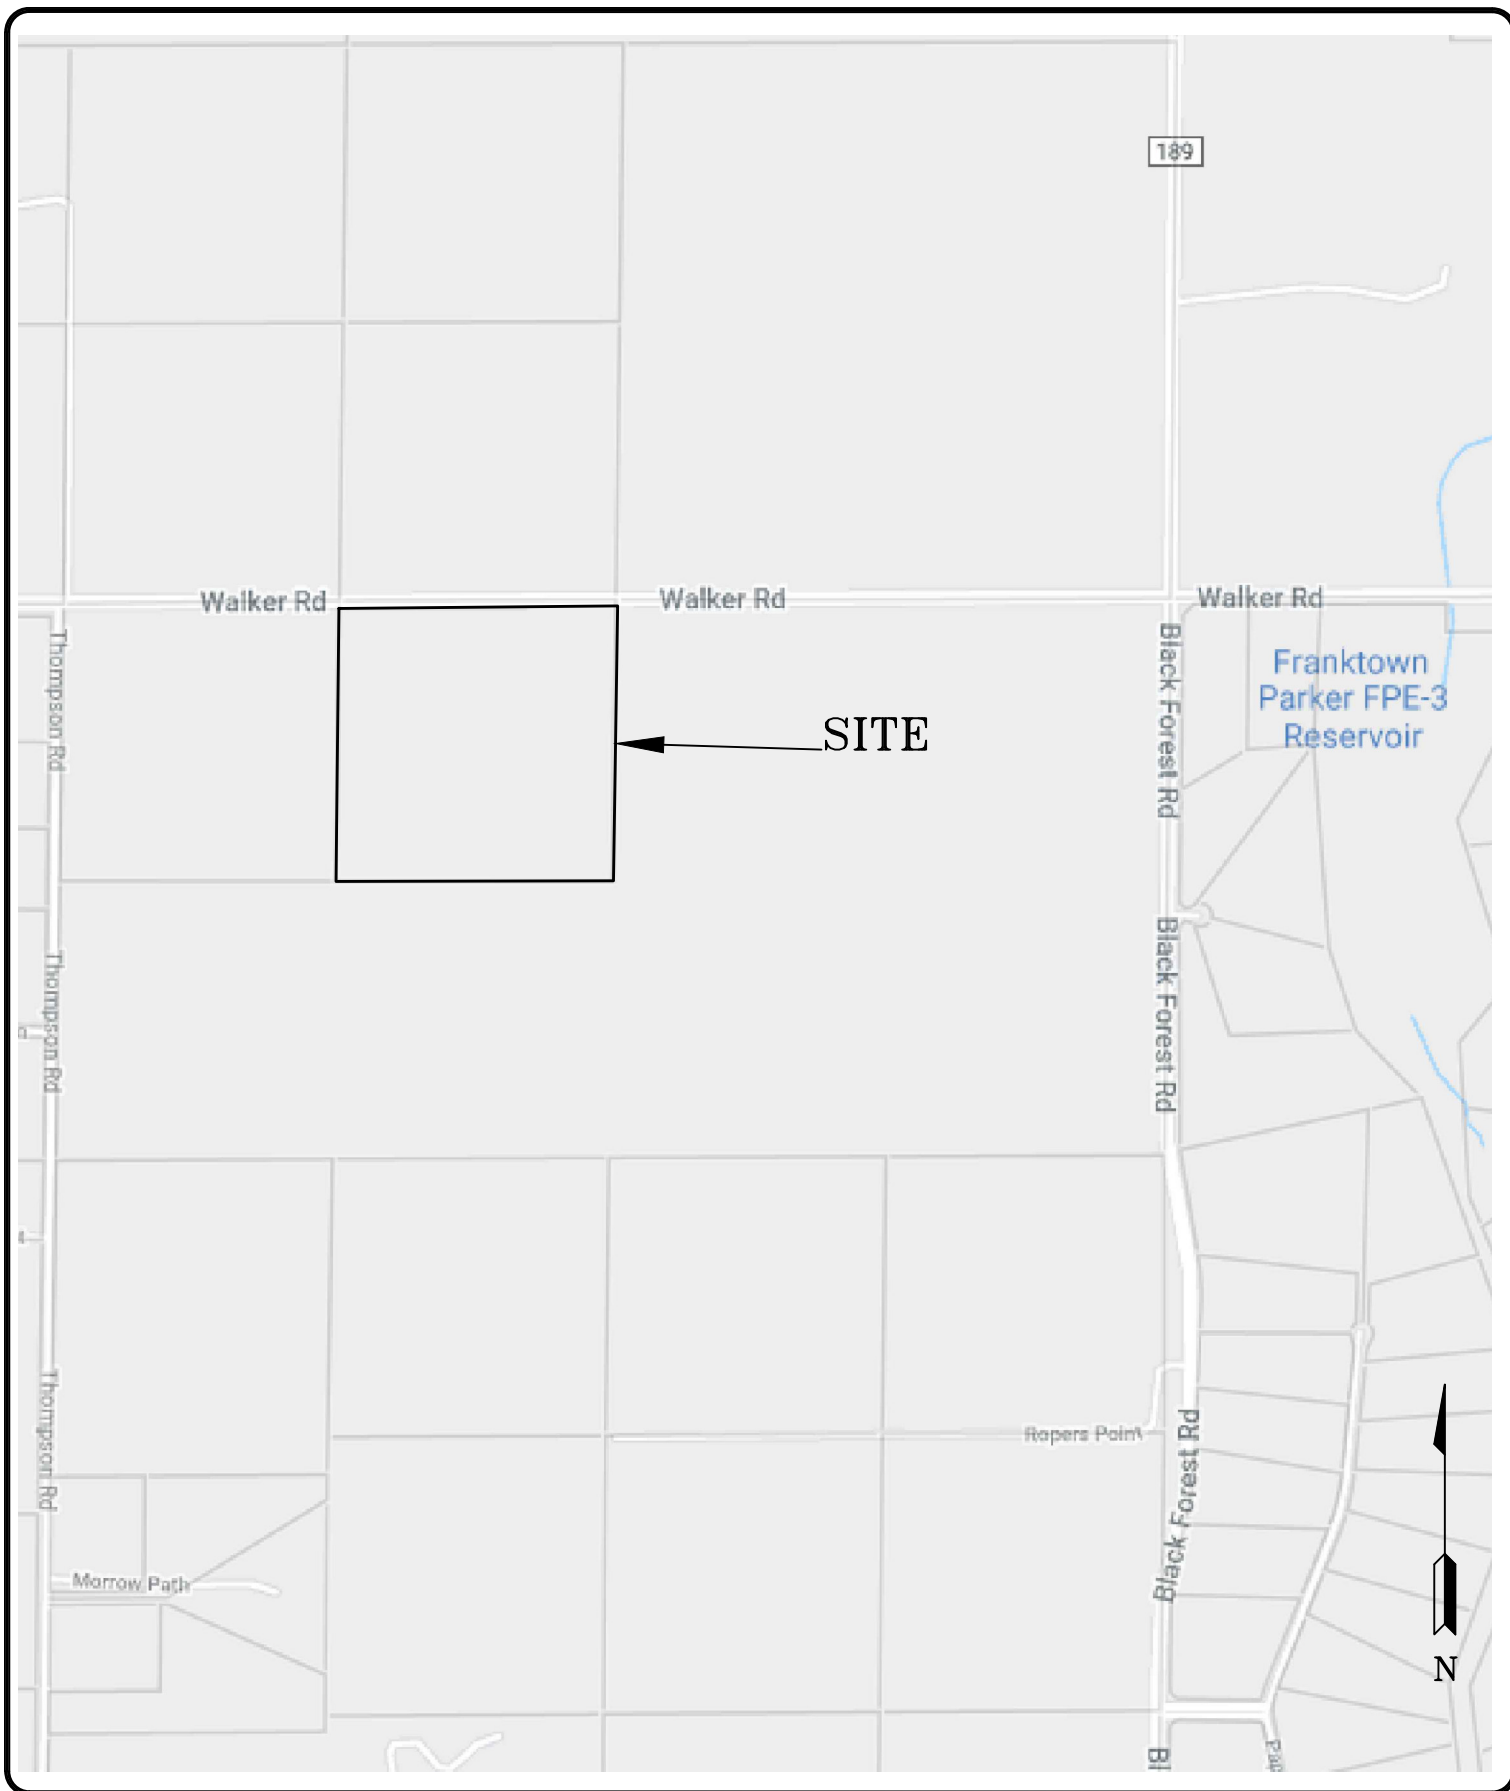 189
Walker Rd
Walker Rd
Walker Rd
Thompson Rd
Black Forest Rd
Franktown
Parker FPE-3
Reservoir
SITE
Black Forest Rd
Thompson Rd
Thompson Rd
Ropers Point
Black Forest Rd
Morrow Path
N
Bl